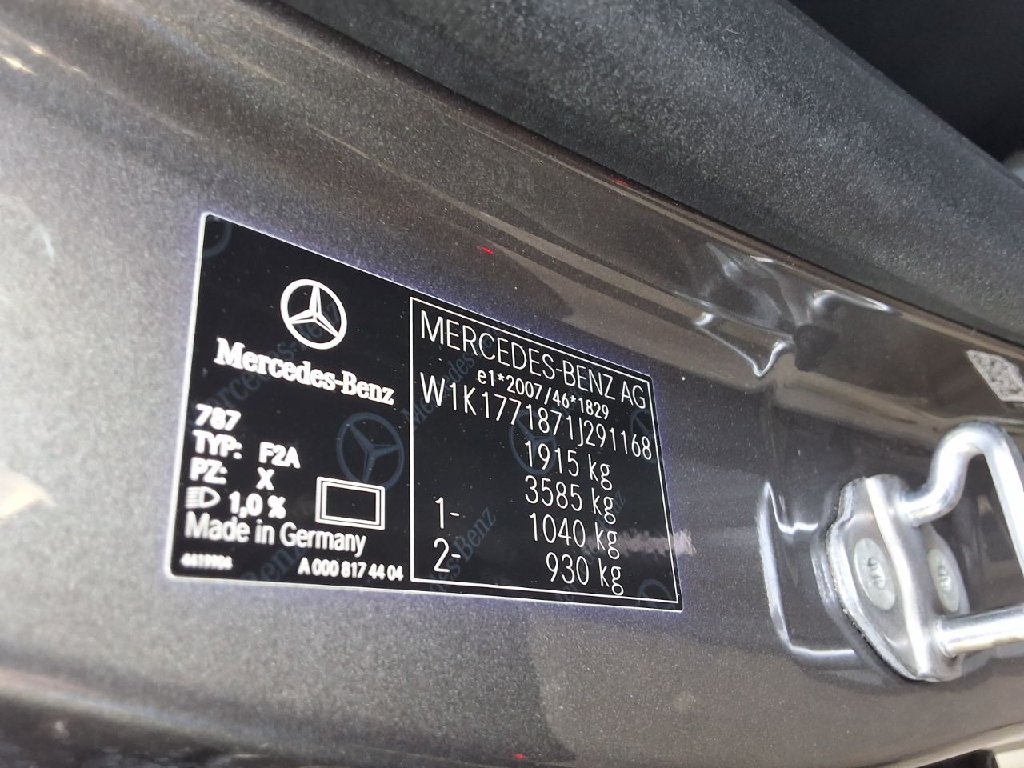 Mercedes-Benz
787
TYP: F2A
PZ: X
1,0 %
Made in Germany
A 000 817 44 04
MERCEDES-BENZ AG
e1*2007/46*1829
W1K1771871J291168
1915 kg
3585 kg
1- 1040 kg
2- 930 kg